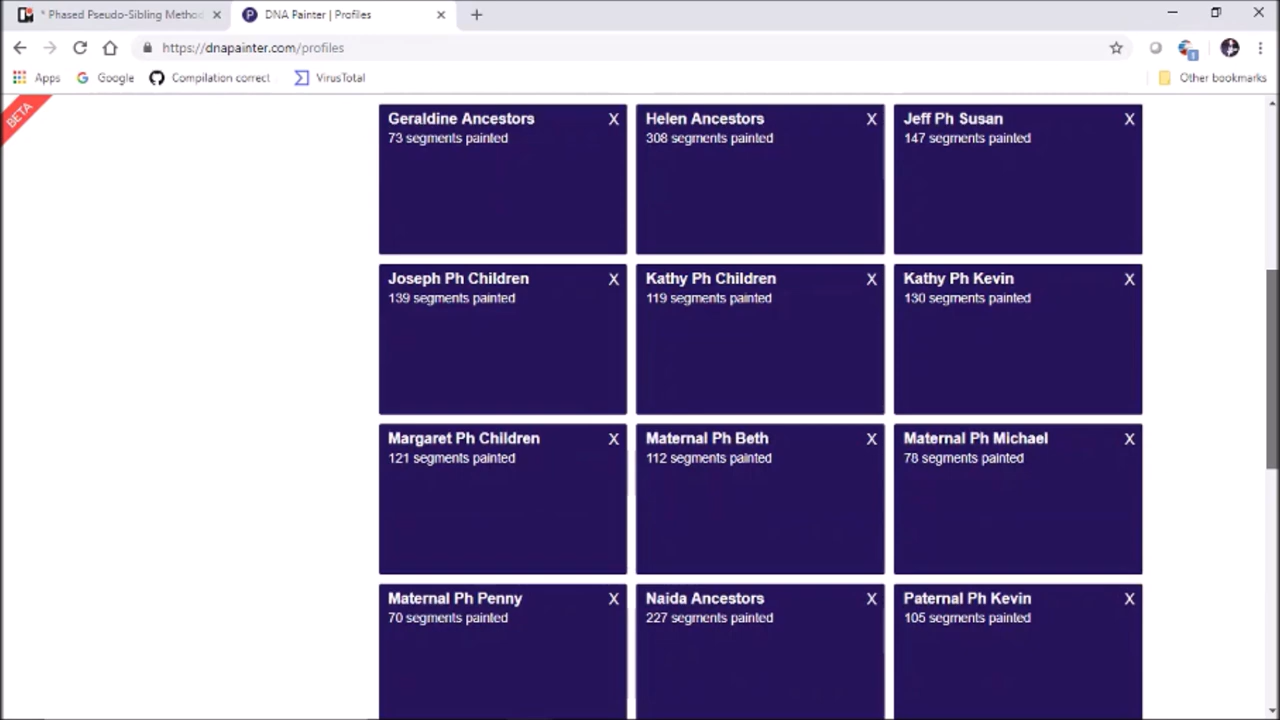 * Phased Pseudo-Sibling Metho
DNA Painter | Profiles
https://dnapainter.com/profiles
1
Apps
Google
Compilation correct
VirusTotal
Other bookmarks
BETA
Geraldine Ancestors X
73 segments painted
Helen Ancestors X
308 segments painted
Jeff Ph Susan X
147 segments painted
Joseph Ph Children X
139 segments painted
Kathy Ph Children X
119 segments painted
Kathy Ph Kevin X
130 segments painted
Margaret Ph Children X
121 segments painted
Maternal Ph Beth X
112 segments painted
Maternal Ph Michael X
78 segments painted
Maternal Ph Penny X
70 segments painted
Naida Ancestors X
227 segments painted
Paternal Ph Kevin X
105 segments painted